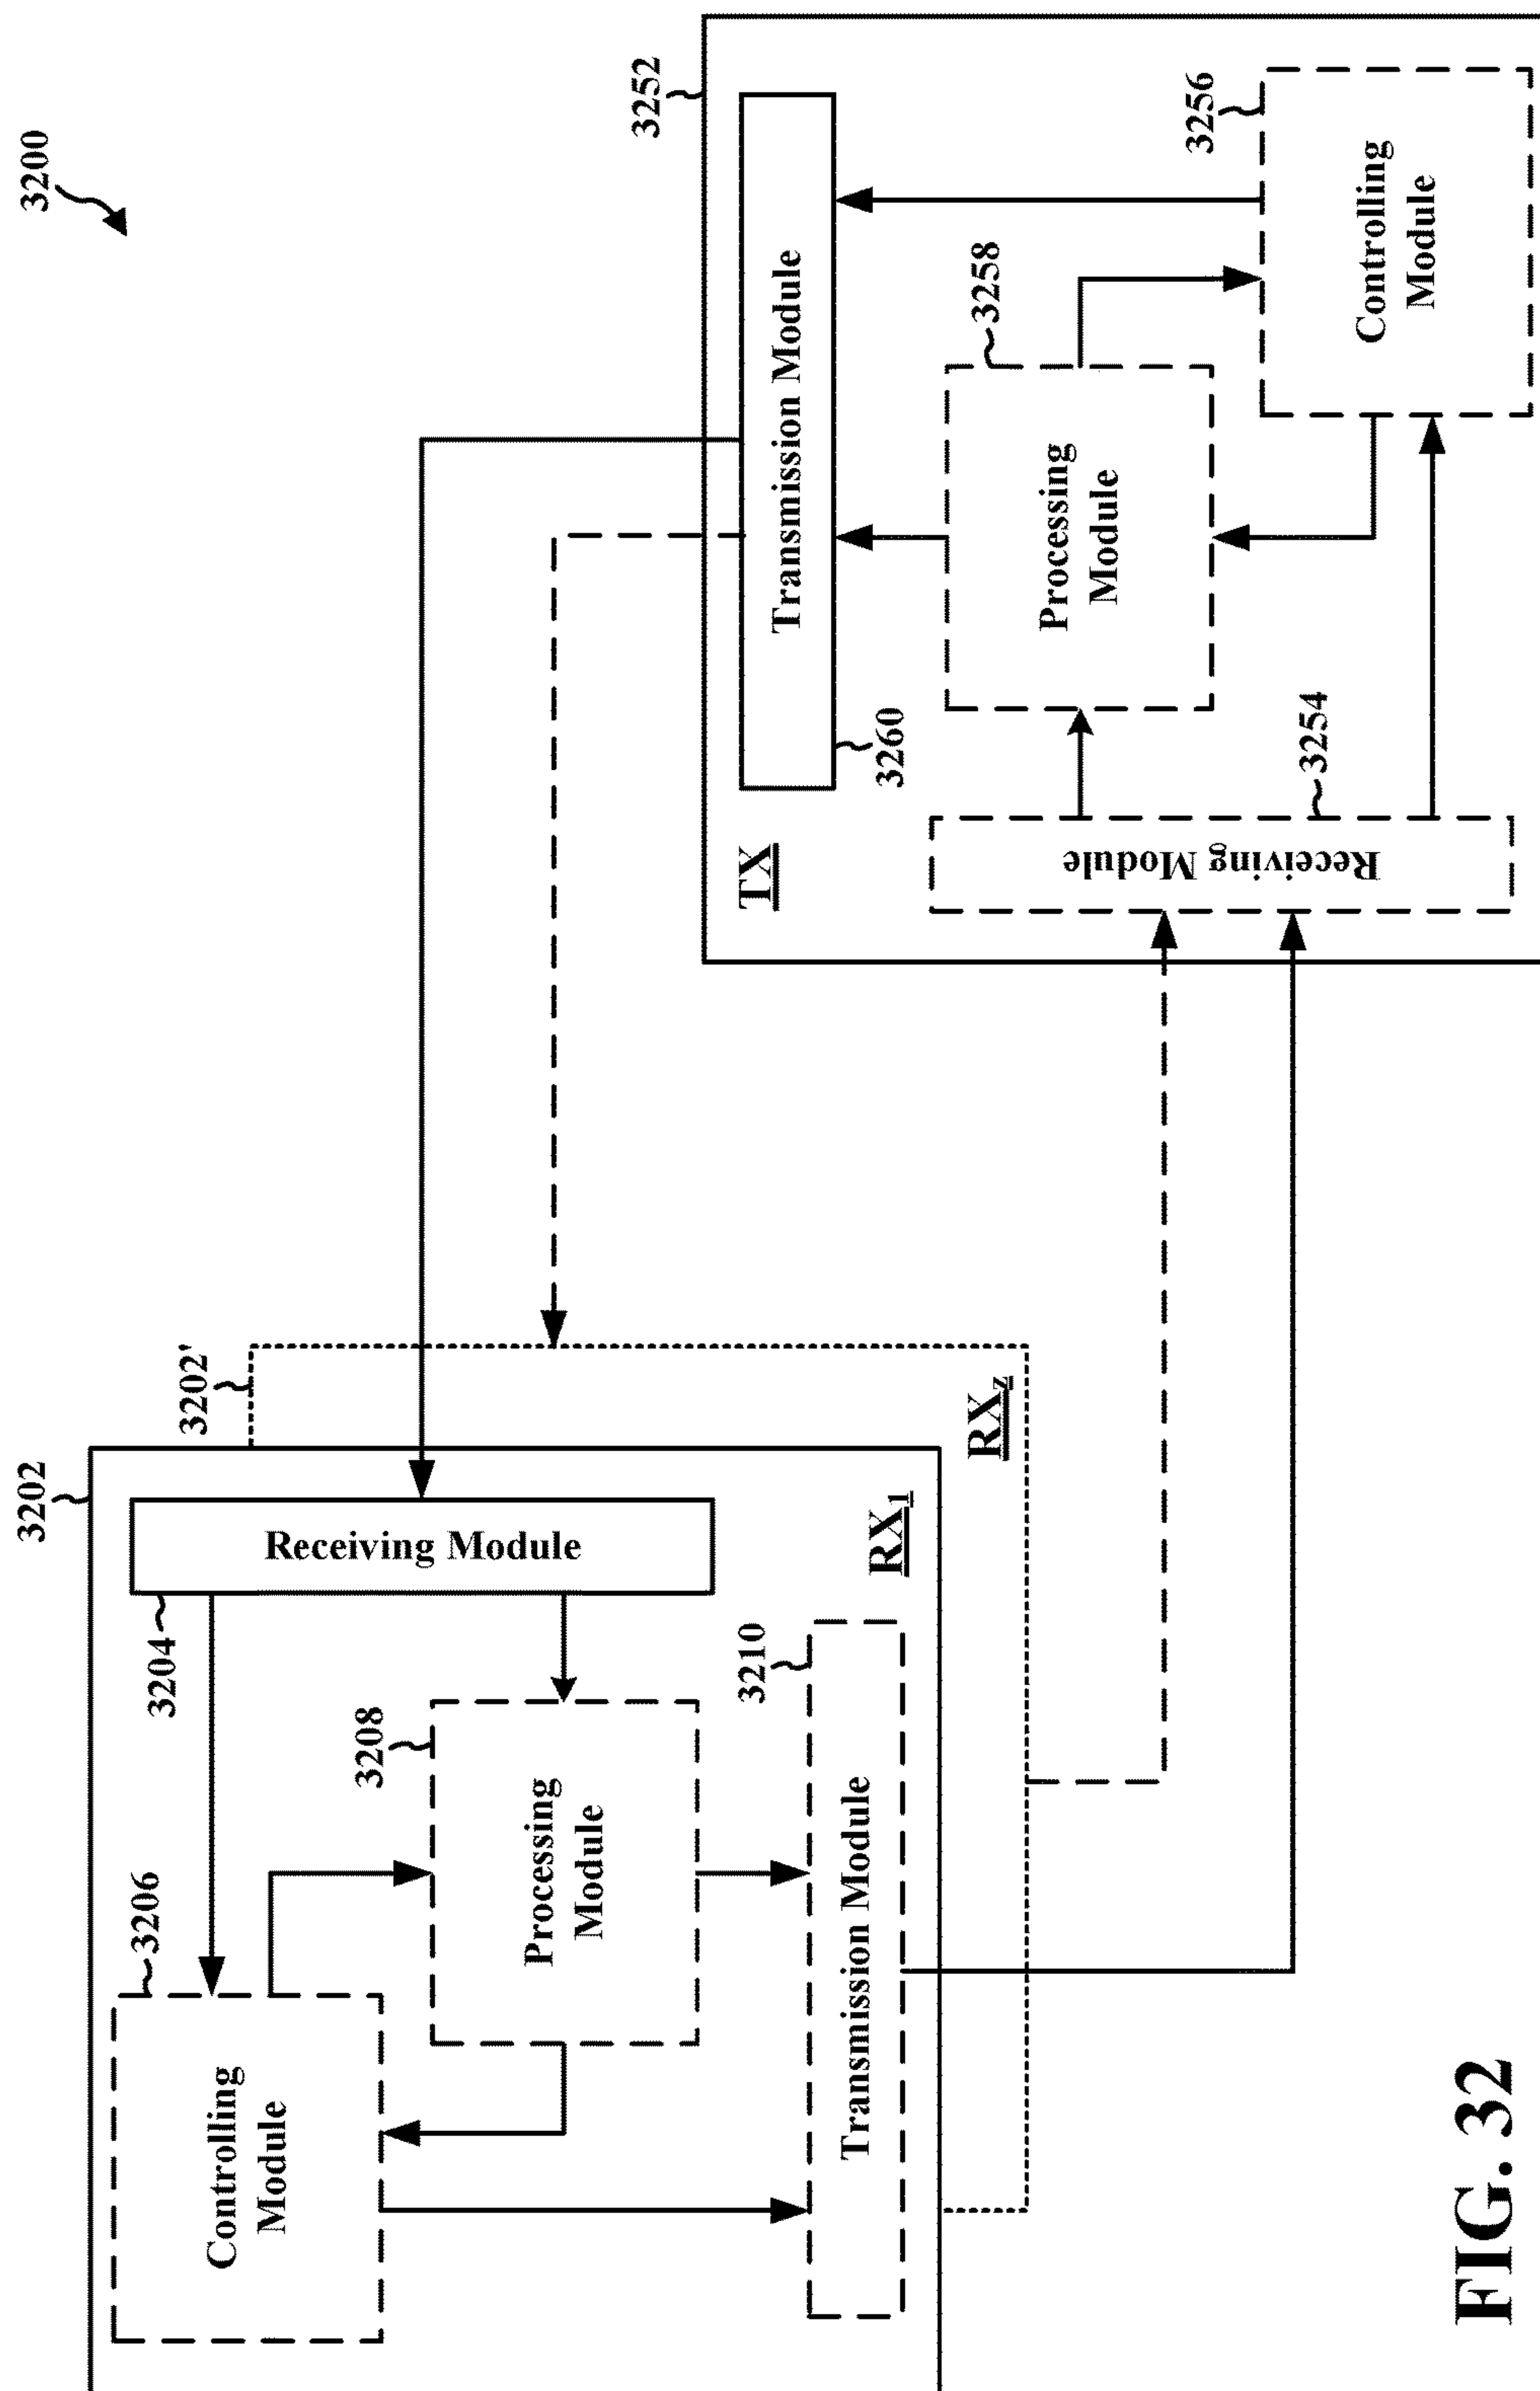 3200
3202
3202'
Receiving Module
3204
3206
Controlling
Module
3208
Processing
Module
3210
Transmission Module
RX1
RXz
3252
Transmission Module
3260
TX
3258
Processing
Module
3256
Controlling
Module
3254
Receiving Module
FIG. 32